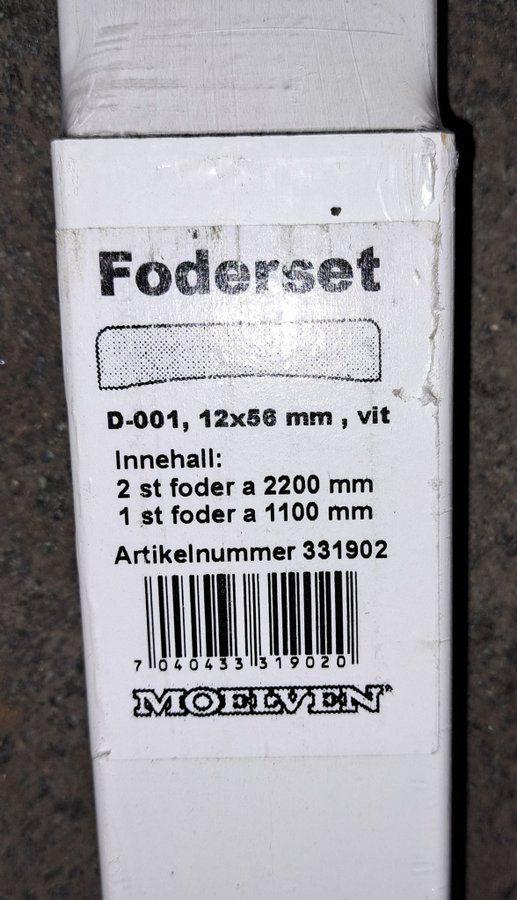 Foderset
D-001, 12x56 mm , vit
Innehall:
2 st foder a 2200 mm
1 st foder a 1100 mm
Artikelnummer 331902
7 040433 319020
MOELVEN®